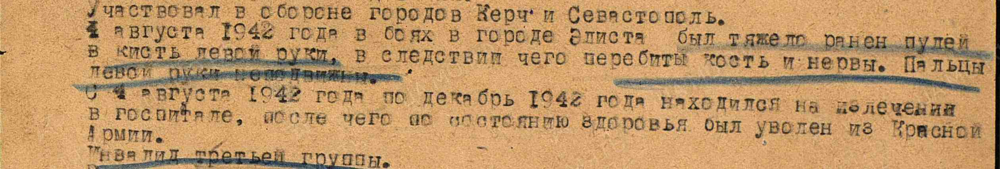 Участвовал в обороне городов Керч и Севастополь.
4 августа 1942 года в боях в городе Элиста был тяжело ранен пулей
в кисть левой руки, в следствии чего перебиты кость и нервы. Пальцы
левой руки неподвижны.
С 4 августа 1942 года по декабрь 1942 года находился на излечении
в госпитале, после чего по состоянию здоровья был уволен из Красной
Армии.
Инвалид третьей группы.